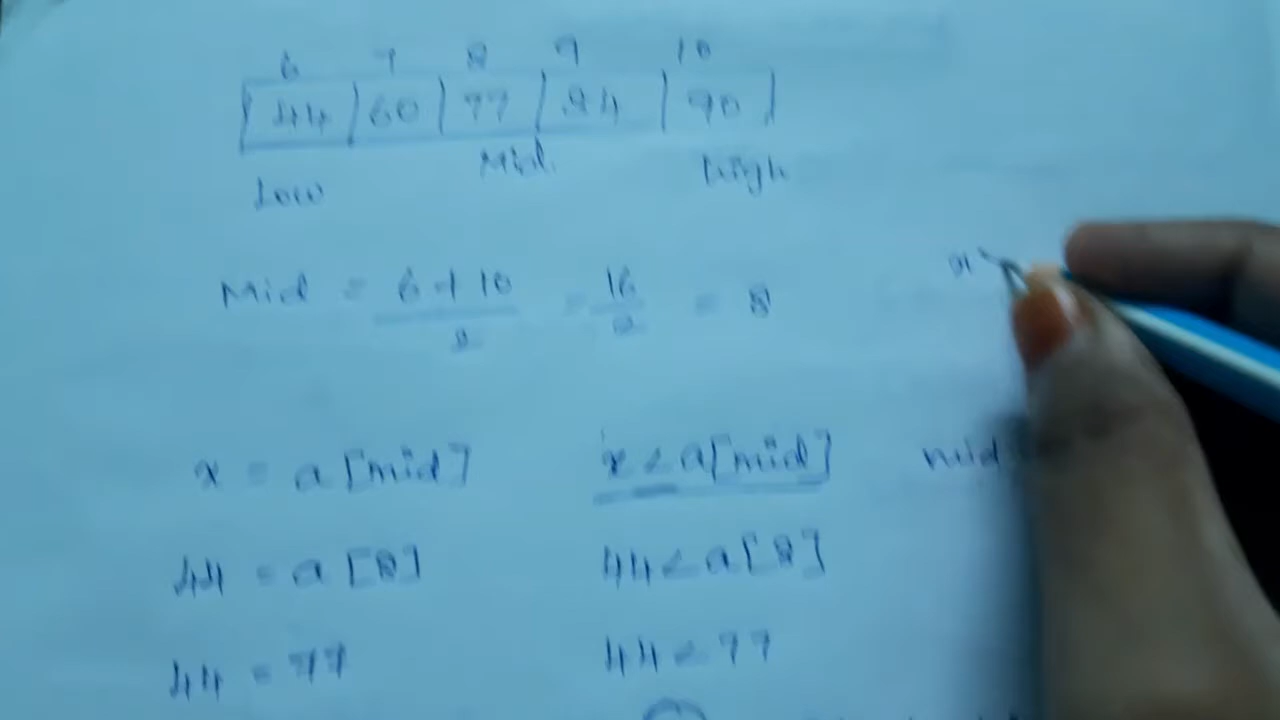 6 7 8 9 10
44 60 77 84 90
Low Mid high
Mid = 6+10 / 2 = 16 / 2 = 8
x = a[mid] x < a[mid] mid
44 = a[8] 44 < a[8]
44 = 77 44 < 77